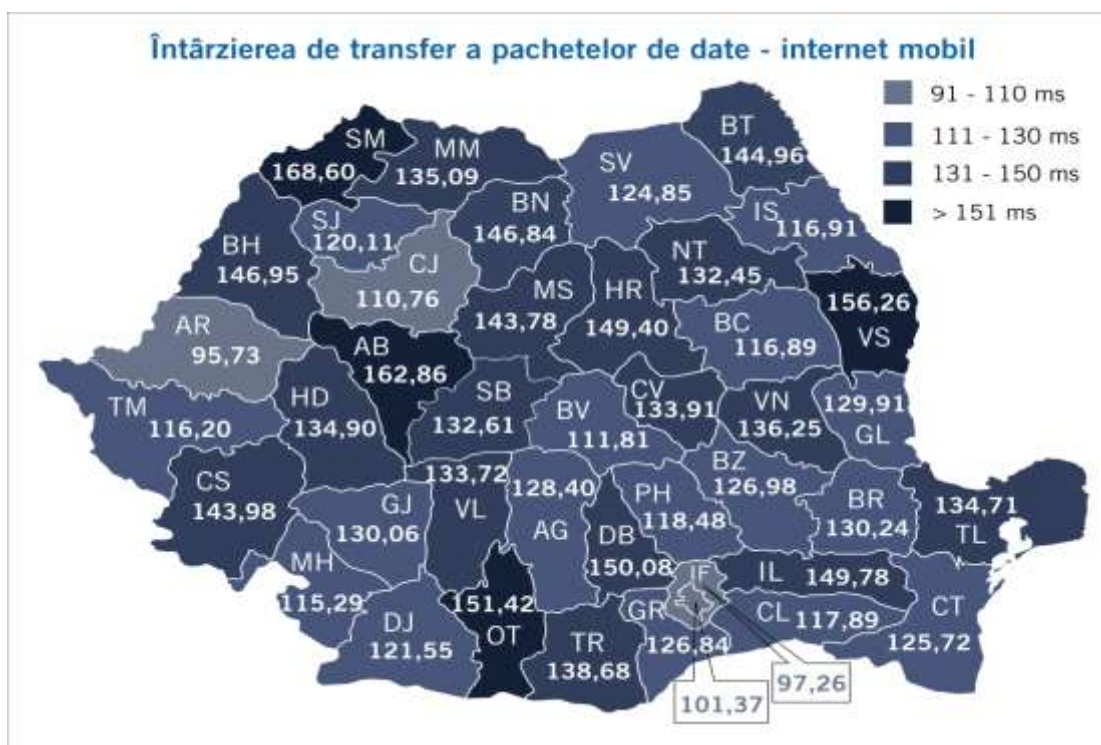 Întârzierea de transfer a pachetelor de date - internet mobil
91 - 110 ms
111 - 130 ms
131 - 150 ms
> 151 ms
SM
168,60
MM
135,09
BT
144,96
SV
124,85
BN
146,84
SJ
120,11
IS
116,91
BH
146,95
CJ
110,76
NT
132,45
MS
143,78
HR
149,40
156,26
VS
BC
116,89
AR
95,73
AB
162,86
SB
132,61
CV
133,91
VN
136,25
129,91
GL
TM
116,20
HD
134,90
BV
111,81
CS
143,98
133,72
VL
128,40
AG
PH
118,48
BZ
126,98
BR
130,24
134,71
TL
GJ
130,06
DB
150,08
MH
115,29
IF
IL
149,78
DJ
121,55
151,42
OT
TR
138,68
GR
126,84
CL
117,89
CT
125,72
97,26
101,37